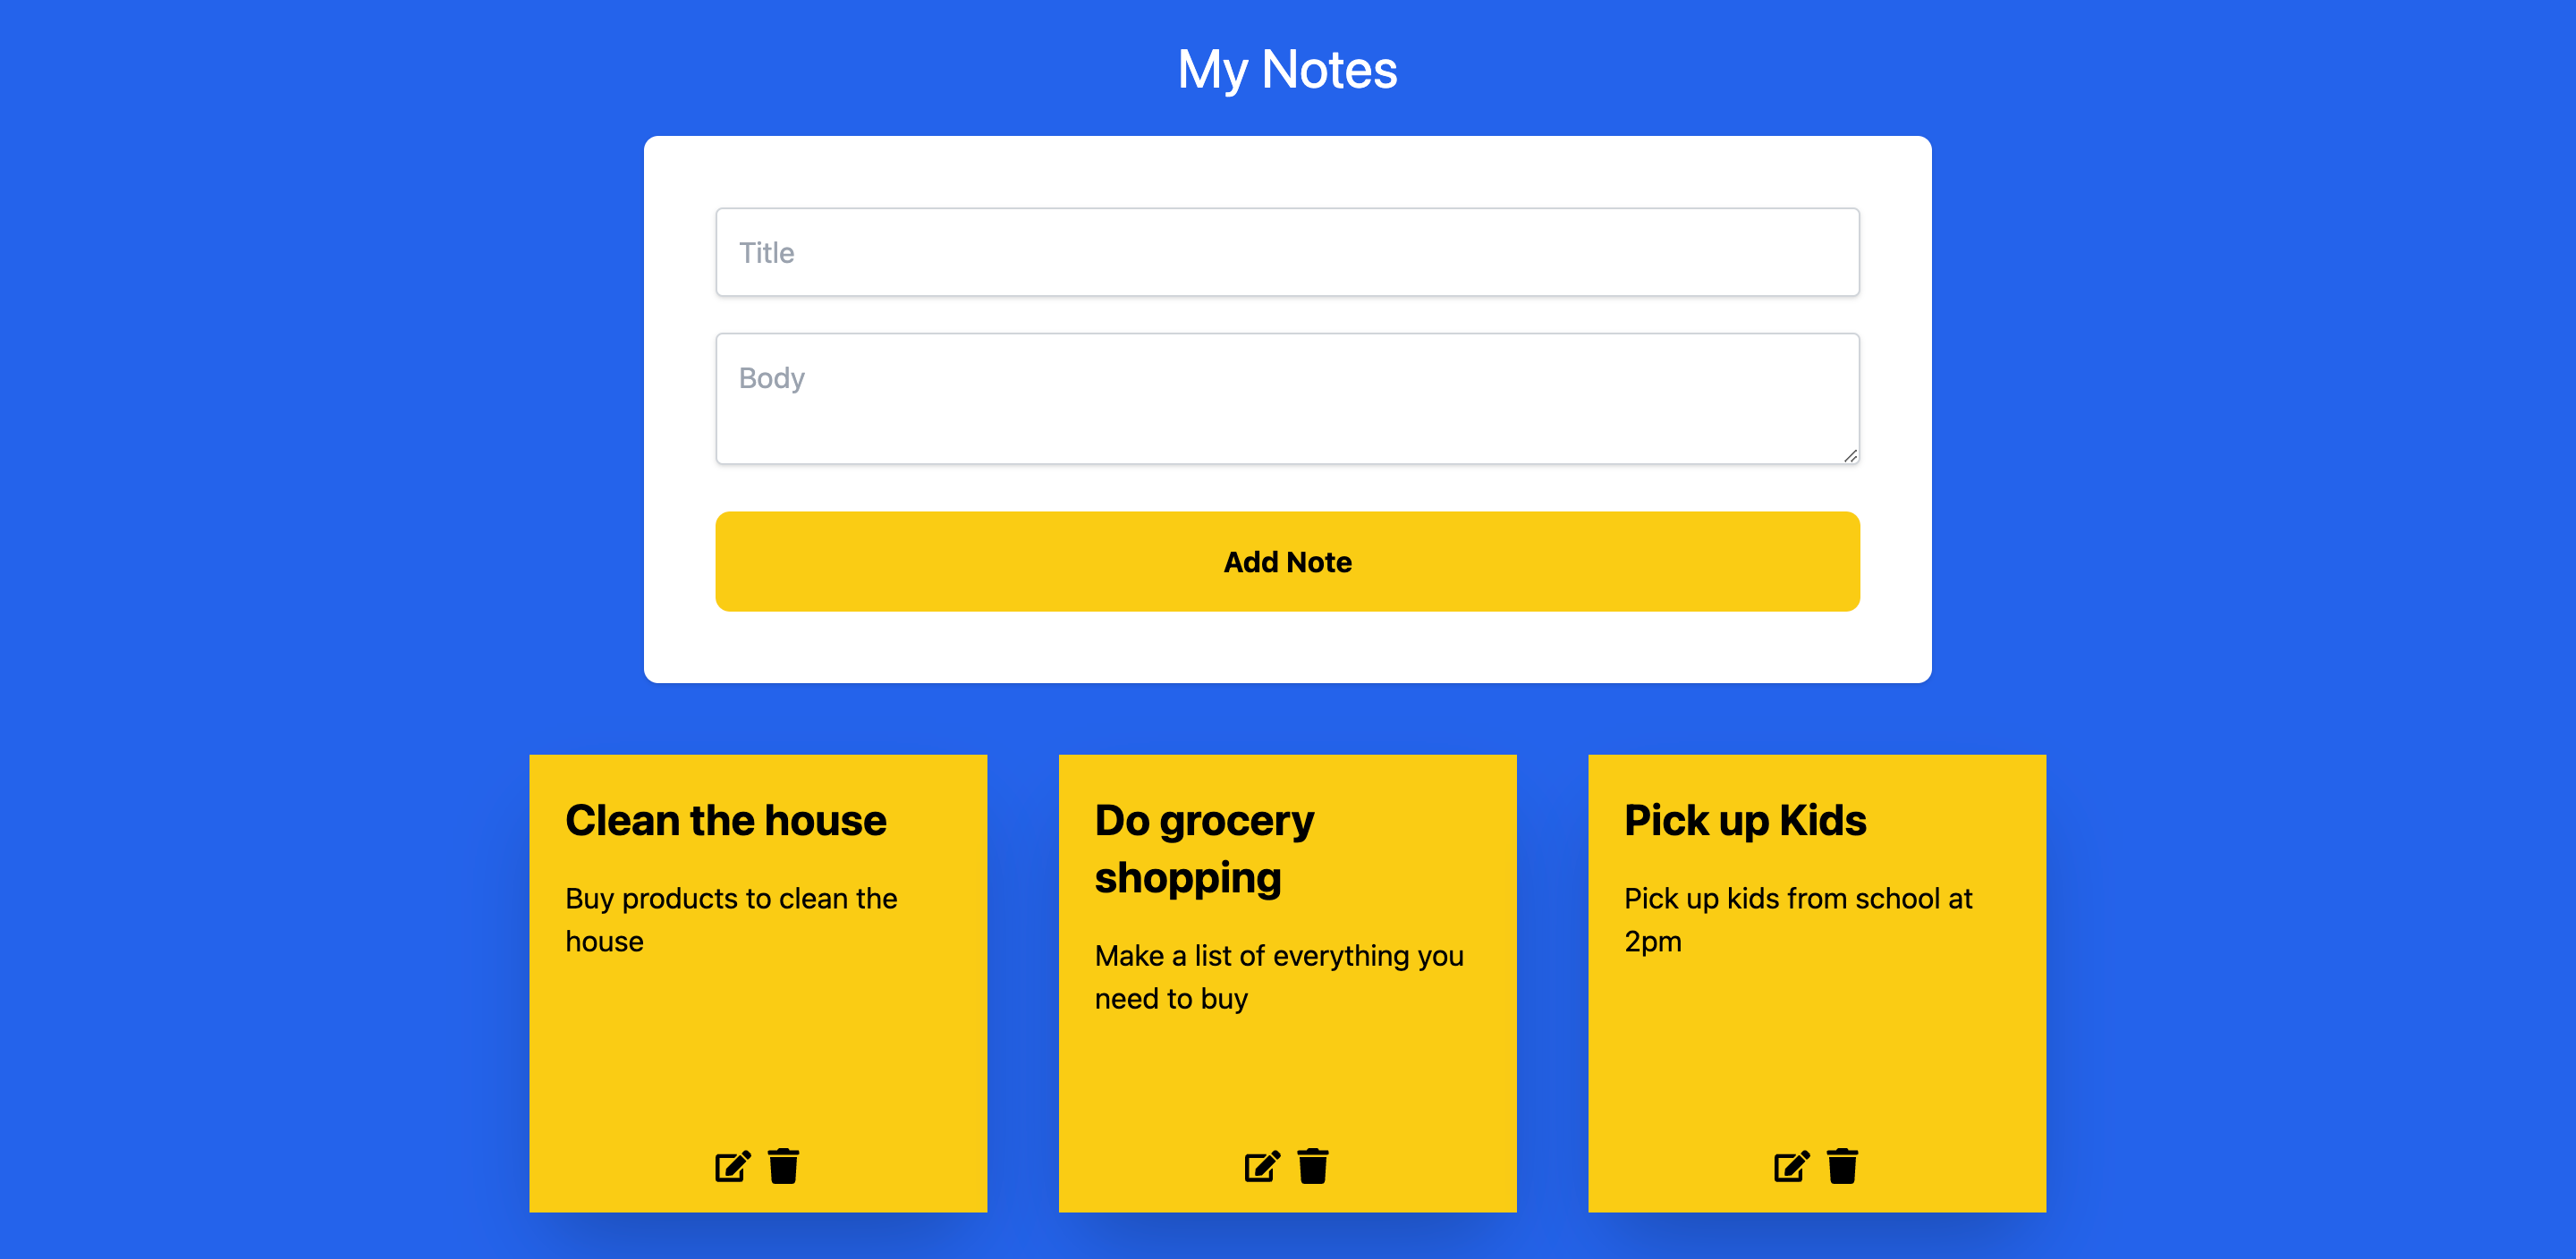 My Notes
Title
Body
Add Note
Clean the house
Buy products to clean the
house
Do grocery
shopping
Make a list of everything you
need to buy
Pick up Kids
Pick up kids from school at
2pm